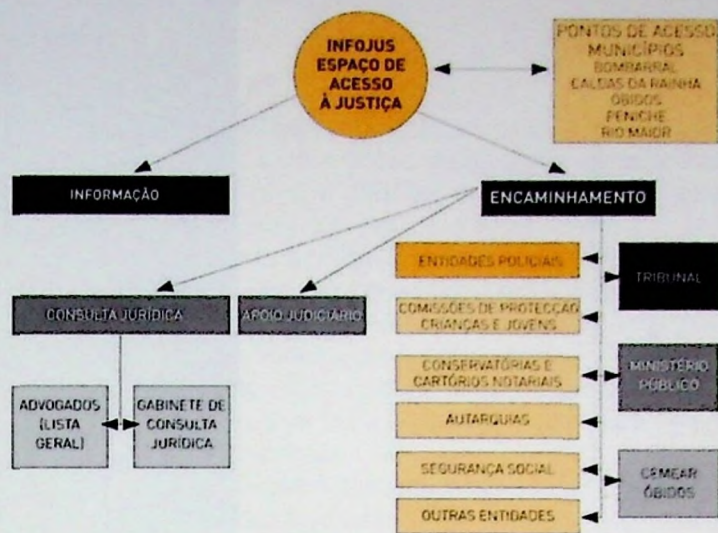 INFOJUS
ESPAÇO DE
ACESSO
À JUSTIÇA
PONTOS DE ACESSO
MUNICÍPIOS
BOMBARRAL
CALDAS DA RAINHA
ÓBIDOS
PENICHE
RIO MAIOR
INFORMAÇÃO
ENCAMINHAMENTO
ENTIDADES POLICIAIS
TRIBUNAL
CONSULTA JURÍDICA
APOIO JUDICIÁRIO
COMISSÕES DE PROTECÇÃO
CRIANÇAS E JOVENS
CONSERVATÓRIAS E
CARTÓRIOS NOTARIAIS
MINISTÉRIO
PÚBLICO
ADVOGADOS
(LISTA
GERAL)
GABINETE DE
CONSULTA
JURÍDICA
AUTARQUIAS
SEGURANÇA SOCIAL
CEMEAR
ÓBIDOS
OUTRAS ENTIDADES